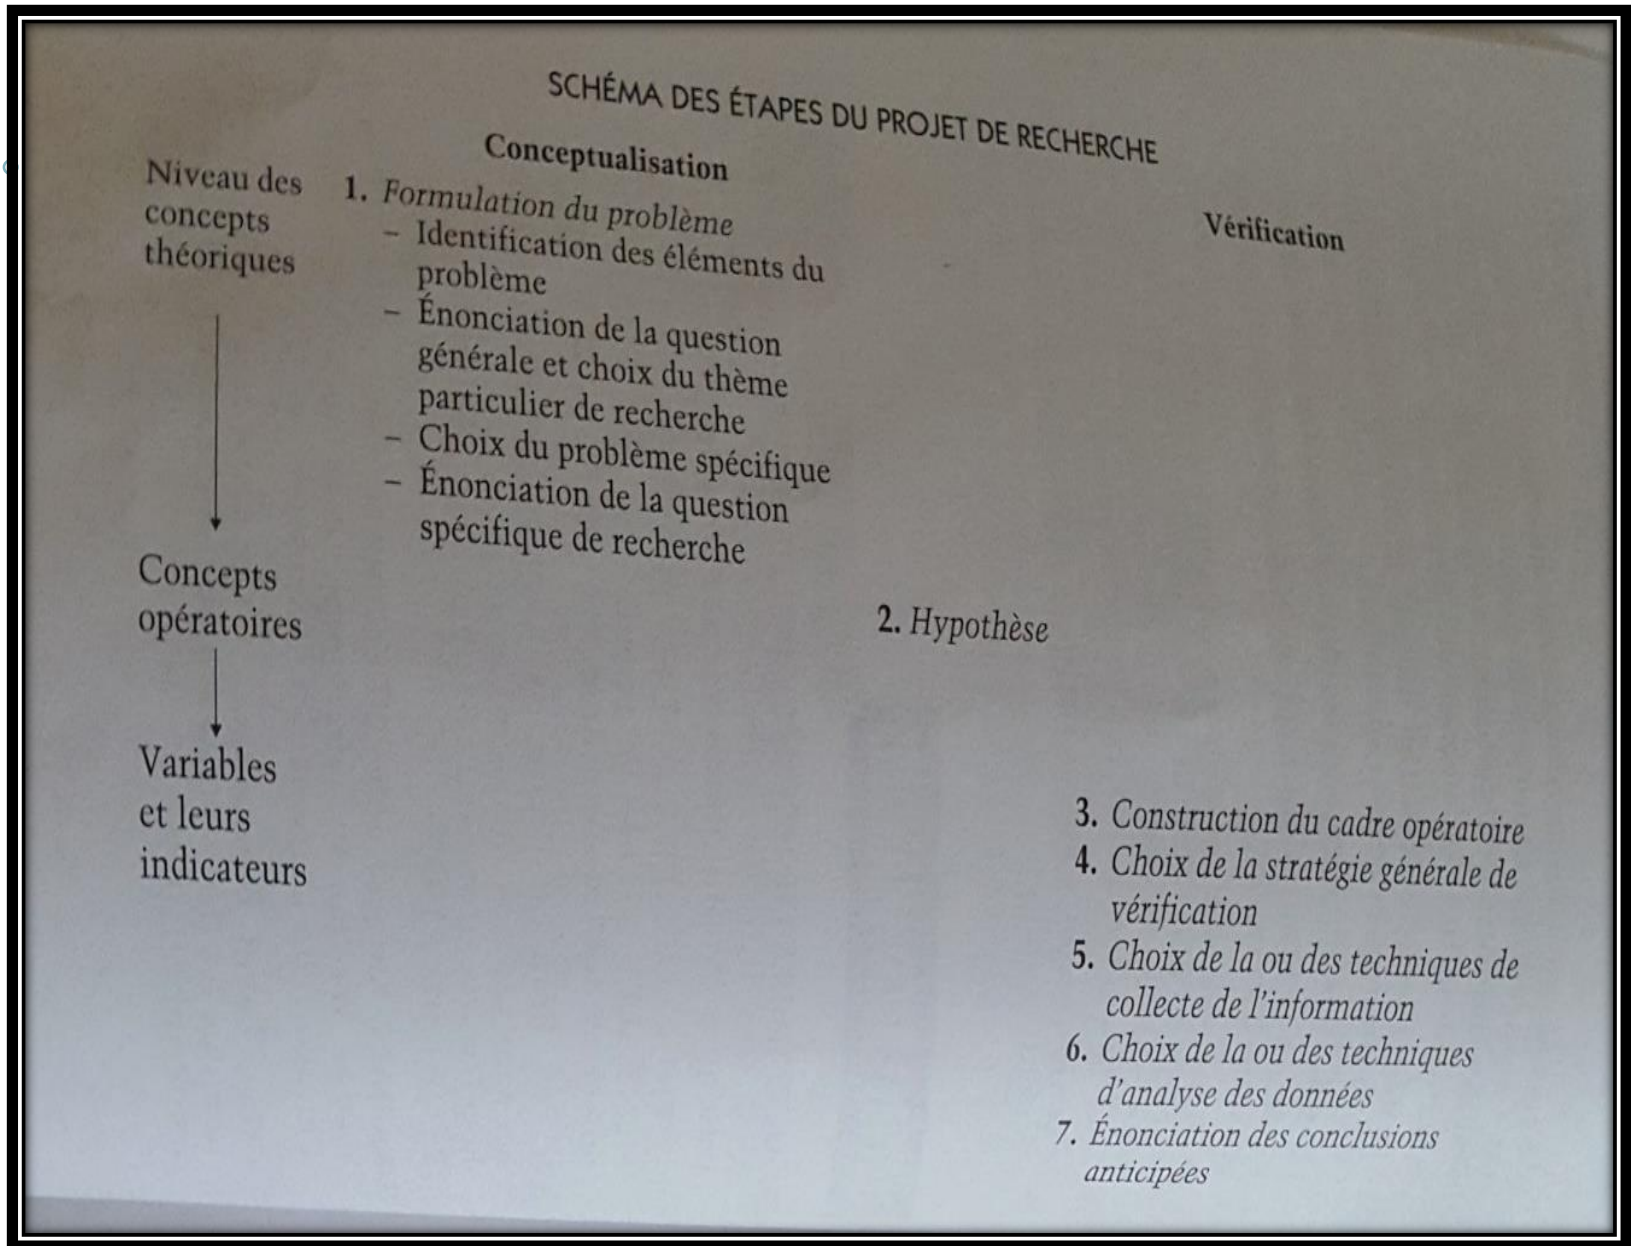 SCHÉMA DES ÉTAPES DU PROJET DE RECHERCHE
Conceptualisation
Vérification
Niveau des
concepts
théoriques
1. Formulation du problème
– Identification des éléments du
problème
– Énonciation de la question
générale et choix du thème
particulier de recherche
– Choix du problème spécifique
– Énonciation de la question
spécifique de recherche
Concepts
opératoires
2. Hypothèse
Variables
et leurs
indicateurs
3. Construction du cadre opératoire
4. Choix de la stratégie générale de
vérification
5. Choix de la ou des techniques de
collecte de l'information
6. Choix de la ou des techniques
d'analyse des données
7. Énonciation des conclusions
anticipées